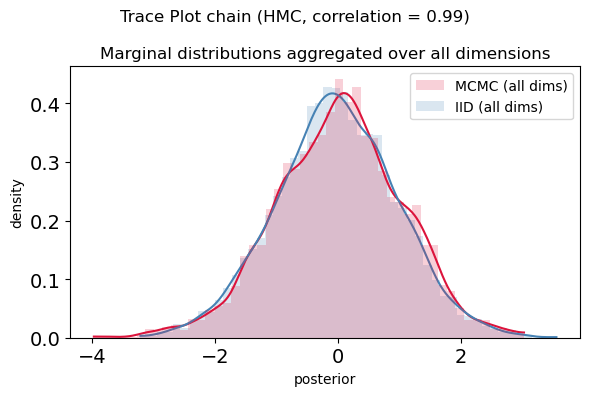 Trace Plot chain (HMC, correlation = 0.99)
Marginal distributions aggregated over all dimensions
MCMC (all dims)
IID (all dims)
density
0.4
0.3
0.2
0.1
0.0
−4
−2
0
2
posterior